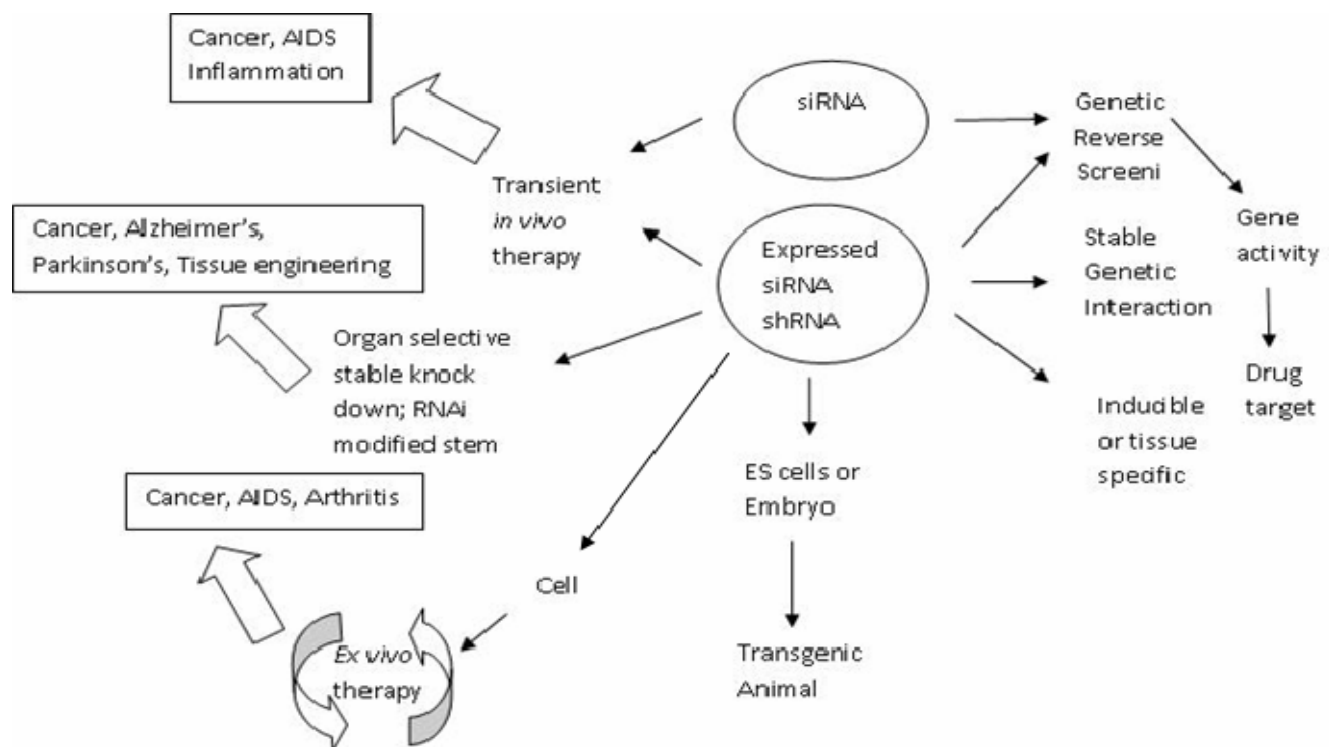 Cancer, AIDS
Inflammation
siRNA
Genetic
Reverse
Screeni
Transient
in vivo
therapy
Cancer, Alzheimer's,
Parkinson's, Tissue engineering
Expressed
siRNA
shRNA
Stable
Genetic
Interaction
Gene
activity
Organ selective
stable knock
down; RNAi
modified stem
Drug
target
Inducible
or tissue
specific
Cancer, AIDS, Arthritis
ES cells or
Embryo
Cell
Ex vivo
therapy
Transgenic
Animal